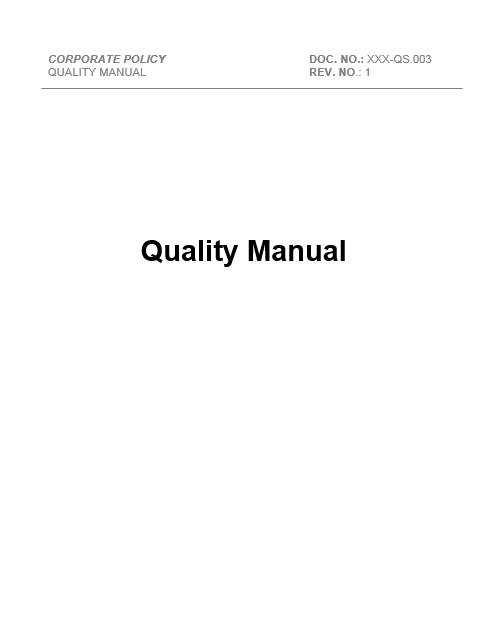 CORPORATE POLICY DOC. NO.: XXX-QS.003
QUALITY MANUAL REV. NO.: 1
Quality Manual